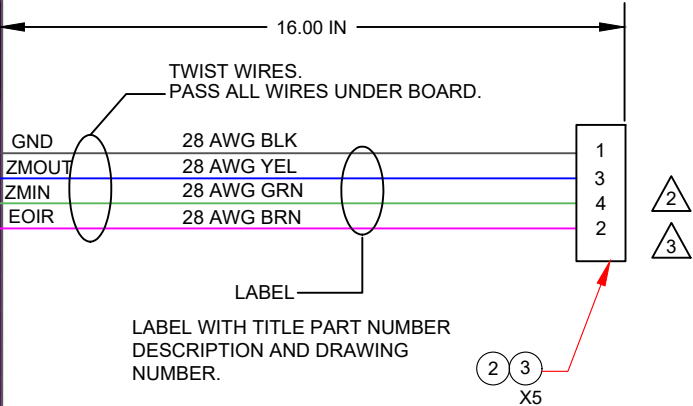 16.00 IN
TWIST WIRES.
PASS ALL WIRES UNDER BOARD.
GND 28 AWG BLK 1
ZMOUT 28 AWG YEL 3
ZMIN 28 AWG GRN 4
EOIR 28 AWG BRN 2
2
3
LABEL
LABEL WITH TITLE PART NUMBER
DESCRIPTION AND DRAWING
NUMBER.
2 3
X5